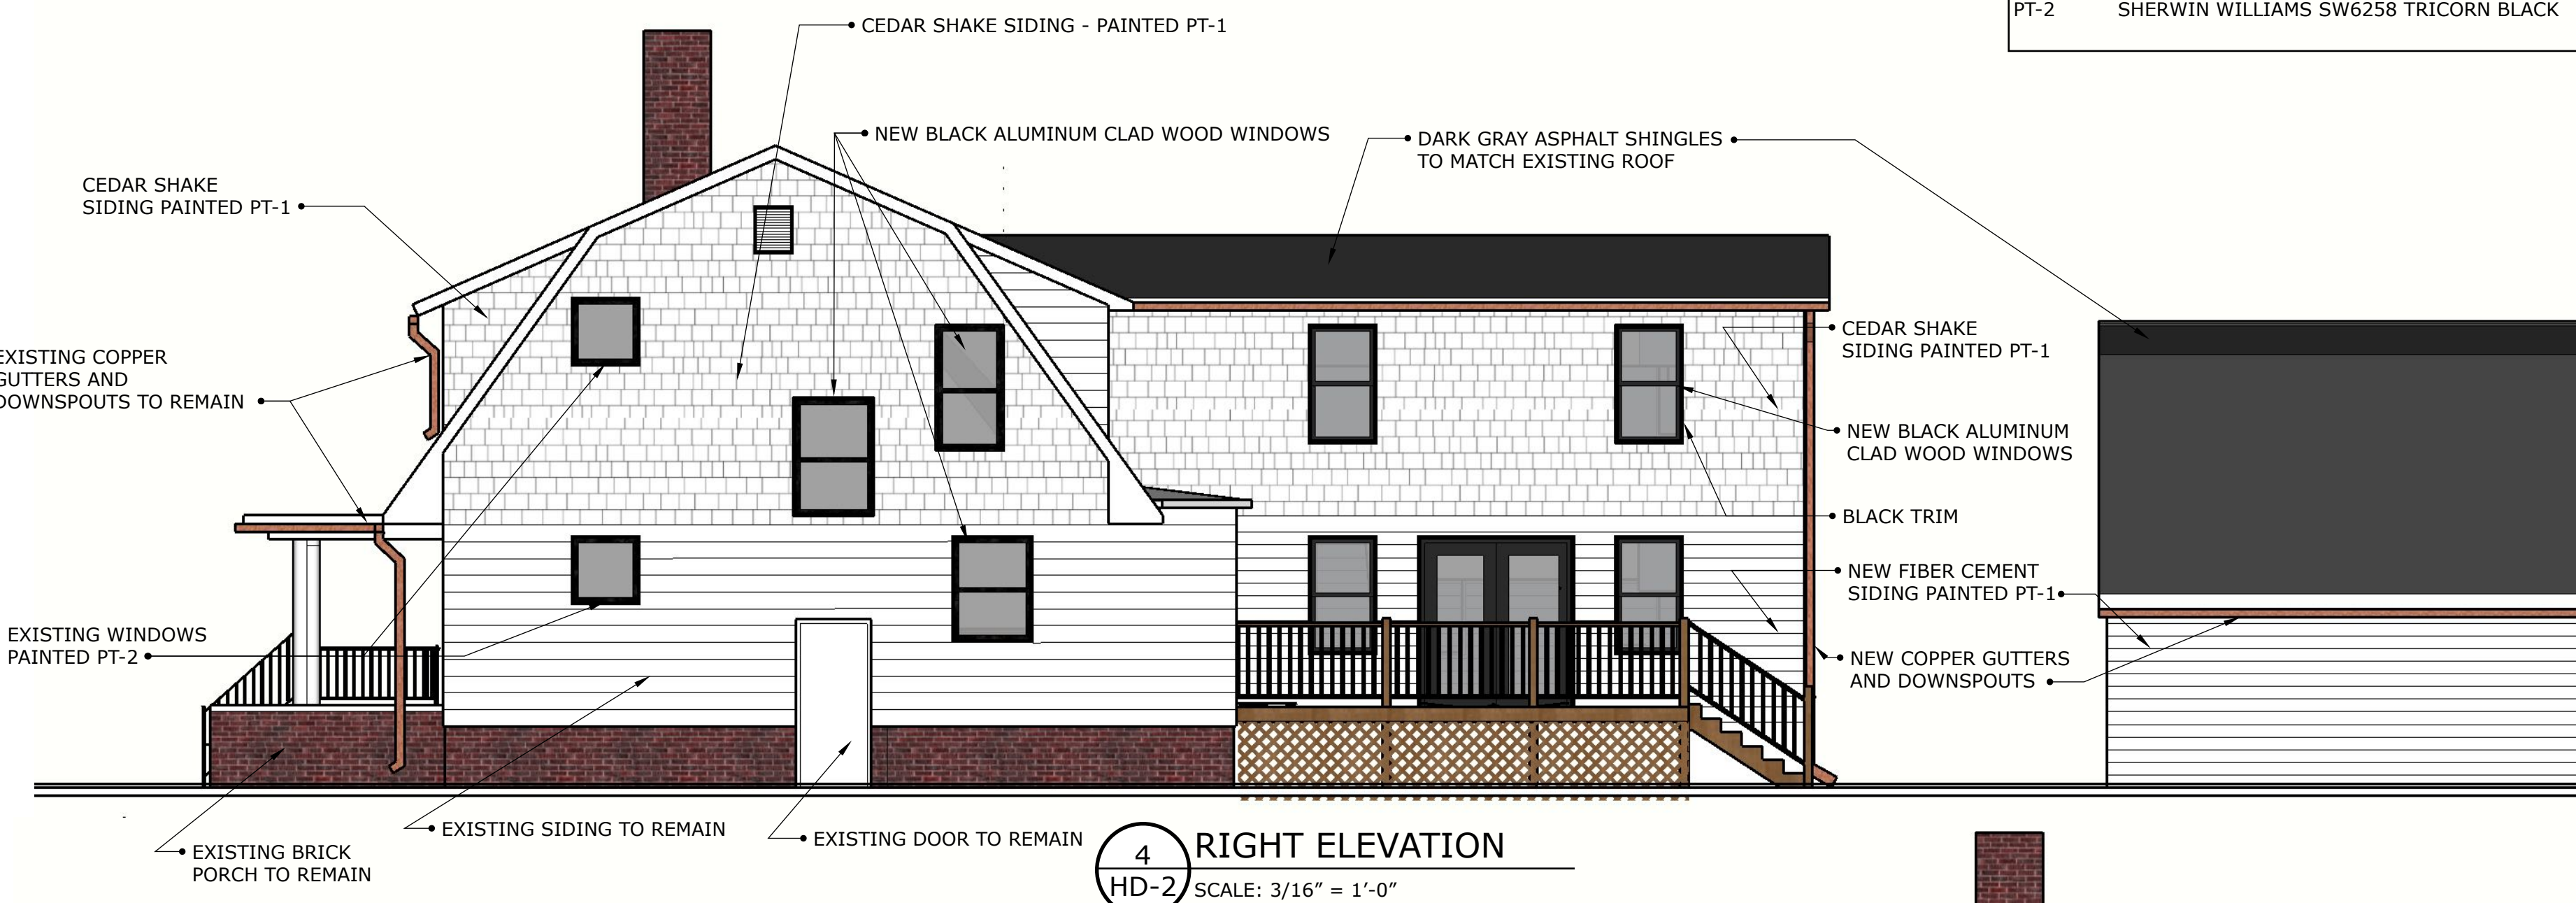 PT-2 SHERWIN WILLIAMS SW6258 TRICORN BLACK
CEDAR SHAKE SIDING - PAINTED PT-1
NEW BLACK ALUMINUM CLAD WOOD WINDOWS
DARK GRAY ASPHALT SHINGLES
TO MATCH EXISTING ROOF
CEDAR SHAKE
SIDING PAINTED PT-1
EXISTING COPPER
GUTTERS AND
DOWNSPOUTS TO REMAIN
CEDAR SHAKE
SIDING PAINTED PT-1
NEW BLACK ALUMINUM
CLAD WOOD WINDOWS
BLACK TRIM
NEW FIBER CEMENT
SIDING PAINTED PT-1
EXISTING WINDOWS
PAINTED PT-2
NEW COPPER GUTTERS
AND DOWNSPOUTS
EXISTING SIDING TO REMAIN
EXISTING DOOR TO REMAIN
EXISTING BRICK
PORCH TO REMAIN
4
HD-2
RIGHT ELEVATION
SCALE: 3/16" = 1'-0"